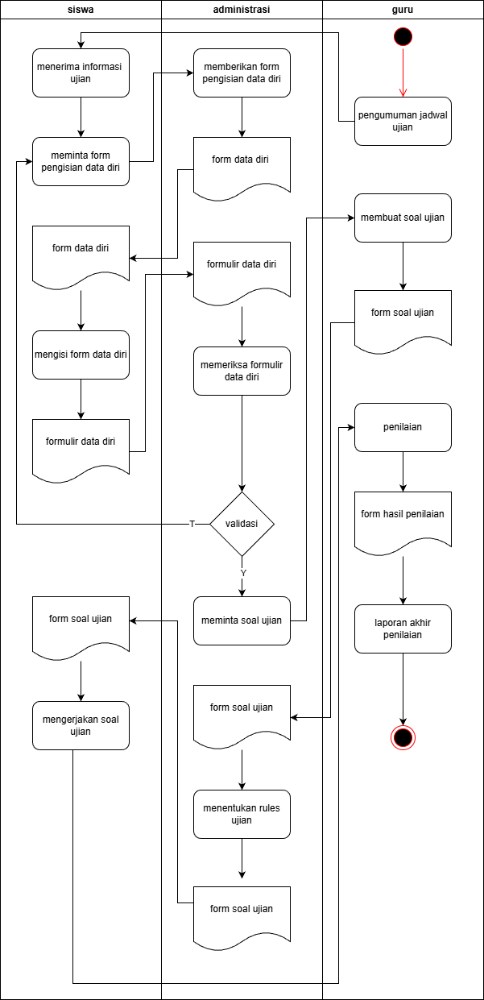 siswa
administrasi
guru
menerima informasi
ujian
memberikan form
pengisian data diri
pengumuman jadwal
ujian
meminta form
pengisian data diri
form data diri
membuat soal ujian
form data diri
formulir data diri
form soal ujian
mengisi form data diri
memeriksa formulir
data diri
formulir data diri
penilaian
validasi
T
Y
form hasil penilaian
form soal ujian
meminta soal ujian
laporan akhir
penilaian
mengerjakan soal
ujian
form soal ujian
menentukan rules
ujian
form soal ujian